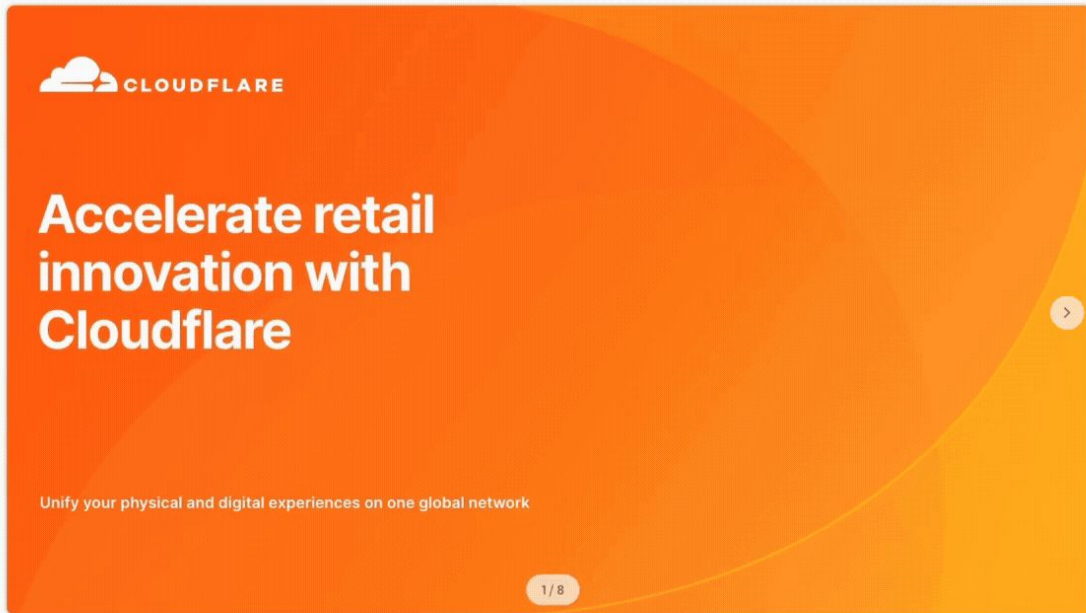 CLOUDFLARE
Accelerate retail
innovation with
Cloudflare
Unify your physical and digital experiences on one global network
1/8